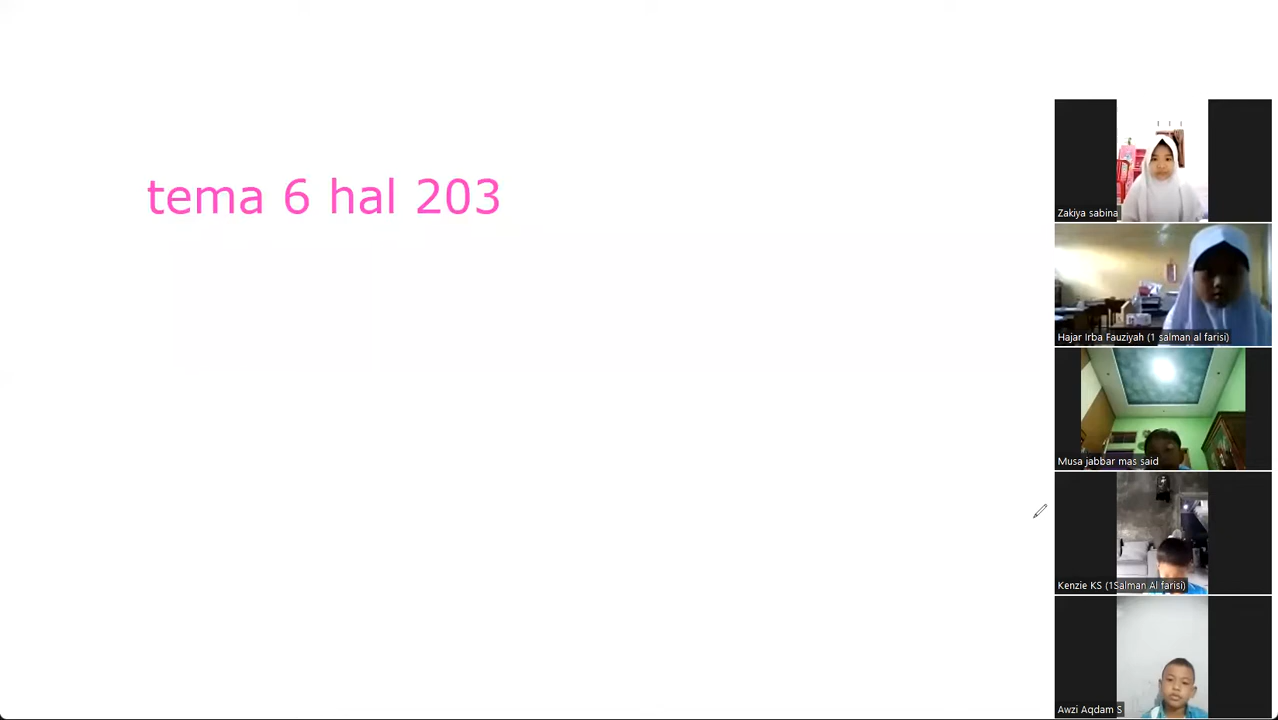 tema 6 hal 203
Zakiya sabina
Hajar Irba Fauziyah (1 salman al farisi)
Musa jabbar mas said
Kenzie KS (1Salman Al farisi)
Awzi Aqdam S